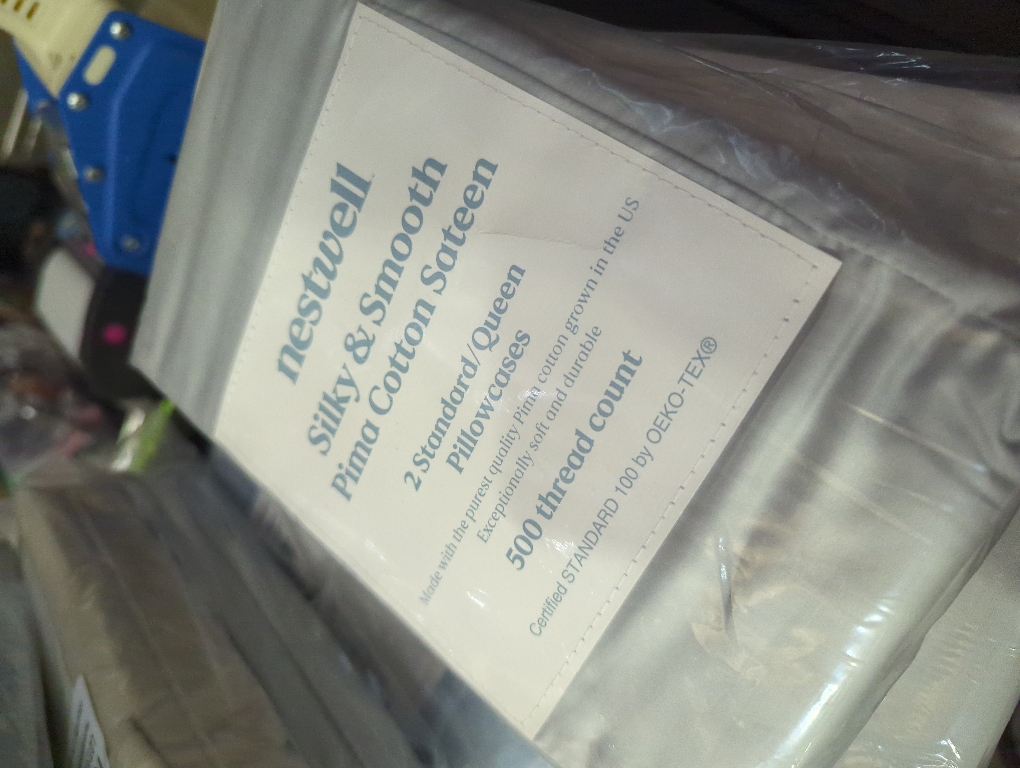 nestwell
Silky & Smooth
Pima Cotton Sateen
2 Standard/Queen
Pillowcases
Made with the purest quality Pima cotton grown in the US
Exceptionally soft and durable
500 thread count
Certified STANDARD 100 by OEKO-TEX®